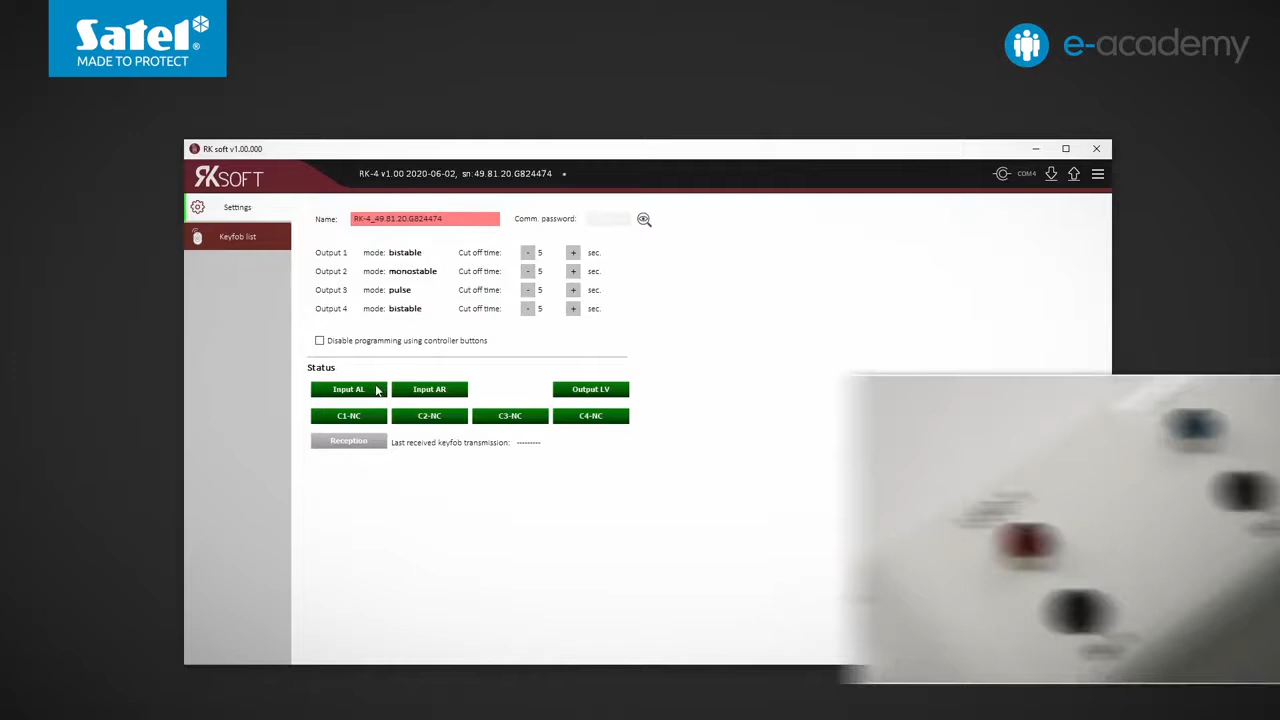 Satel®
MADE TO PROTECT
e-academy
RK soft v1.00.000
RKSOFT
RK-4 v1.00 2020-06-02, sn:49.81.20.G824474
COM4
Settings
Keyfob list
Name: RK-4_49.81.20.G824474 Comm. password:
Output 1 mode: bistable Cut off time: - 5 + sec.
Output 2 mode: monostable Cut off time: - 5 + sec.
Output 3 mode: pulse Cut off time: - 5 + sec.
Output 4 mode: bistable Cut off time: - 5 + sec.
Disable programming using controller buttons
Status
Input AL Input AR Output LV
C1-NC C2-NC C3-NC C4-NC
Reception Last received keyfob transmission: ---------